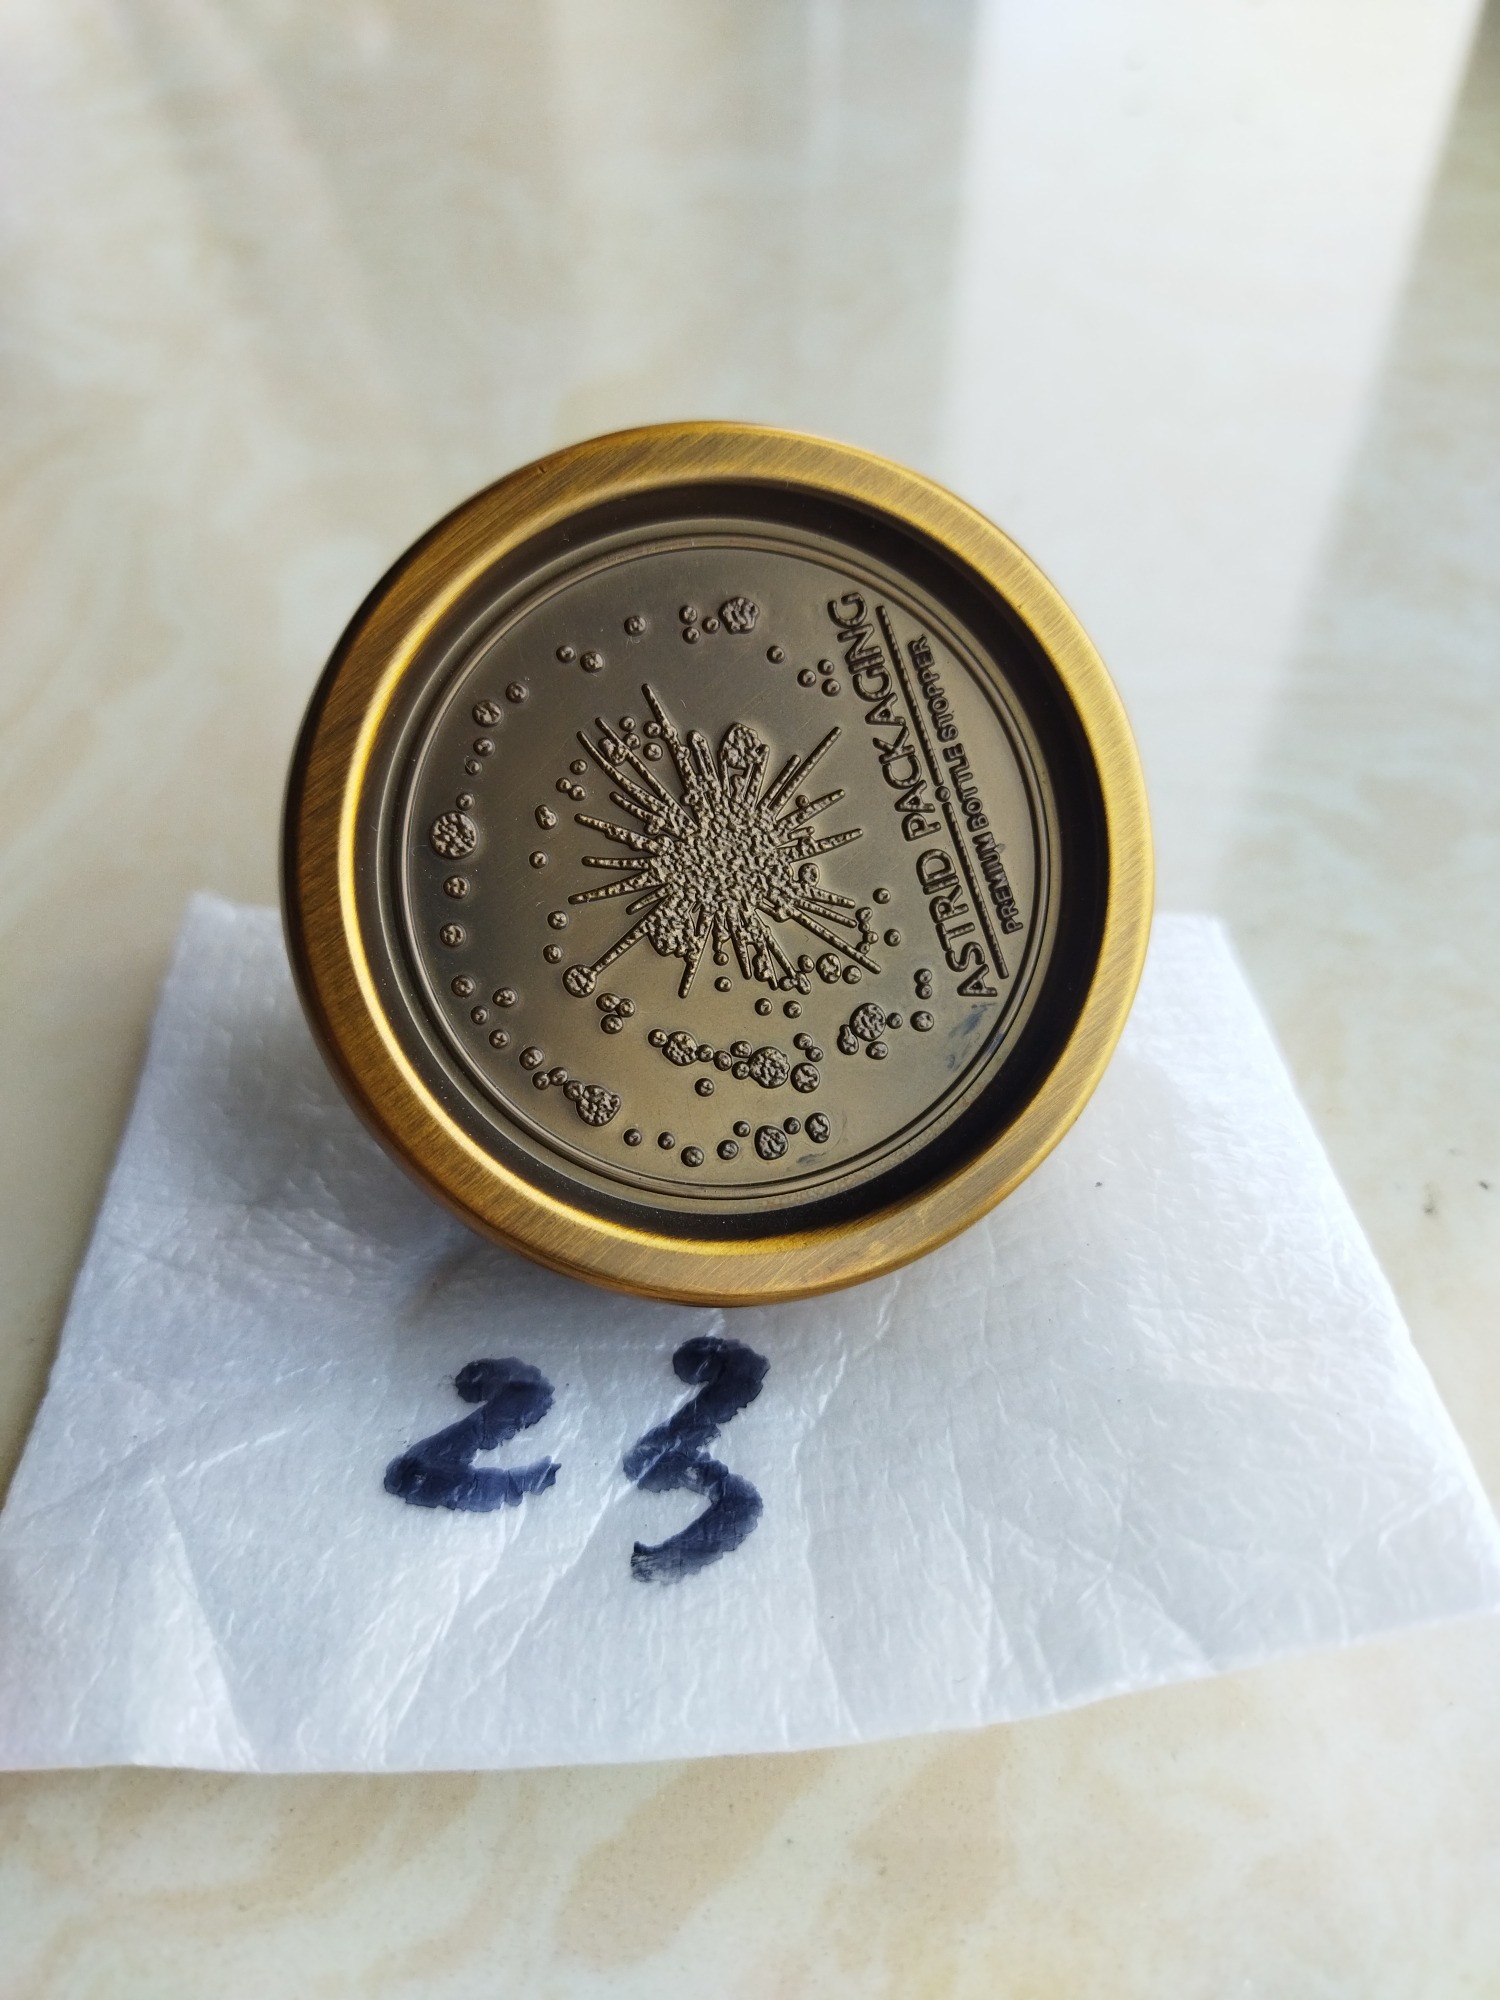 ASTRID PACKAGING
PREMIUM BOTTLE STOPPER
23